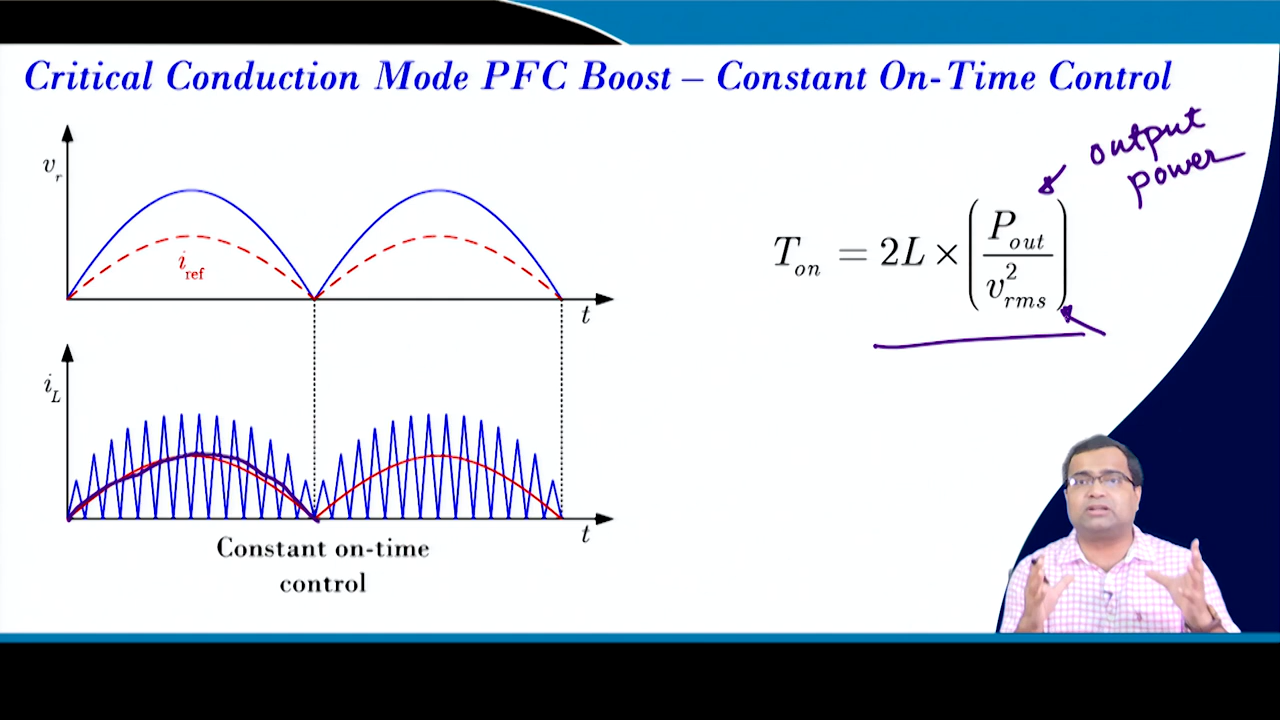 Critical Conduction Mode PFC Boost – Constant On-Time Control
v_r
i_ref
t
i_L
t
Constant on-time
control
T_on = 2L × (P_out / v²_rms)
output
power